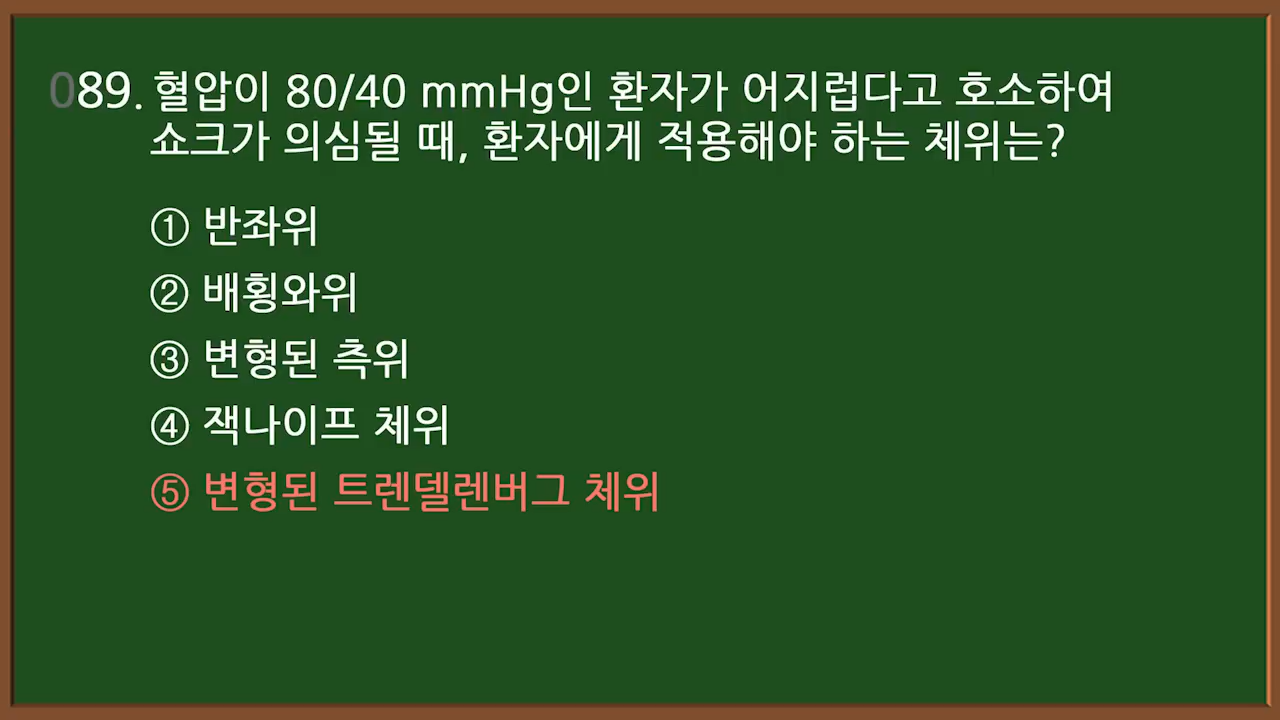 089. 혈압이 80/40 mmHg인 환자가 어지럽다고 호소하여
쇼크가 의심될 때, 환자에게 적용해야 하는 체위는?
① 반좌위
② 배횡와위
③ 변형된 측위
④ 잭나이프 체위
⑤ 변형된 트렌델렌버그 체위